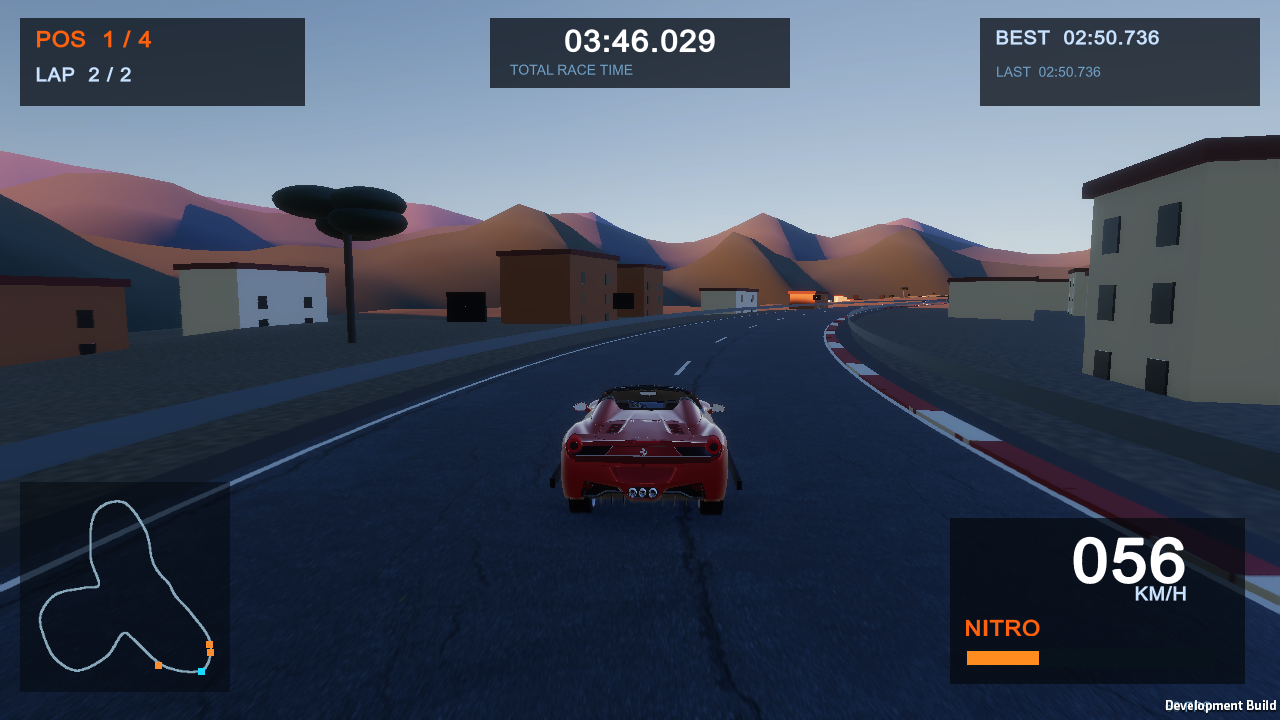 POS 1 / 4
LAP 2 / 2
03:46.029
TOTAL RACE TIME
BEST 02:50.736
LAST 02:50.736
056
KM/H
NITRO
Development Build